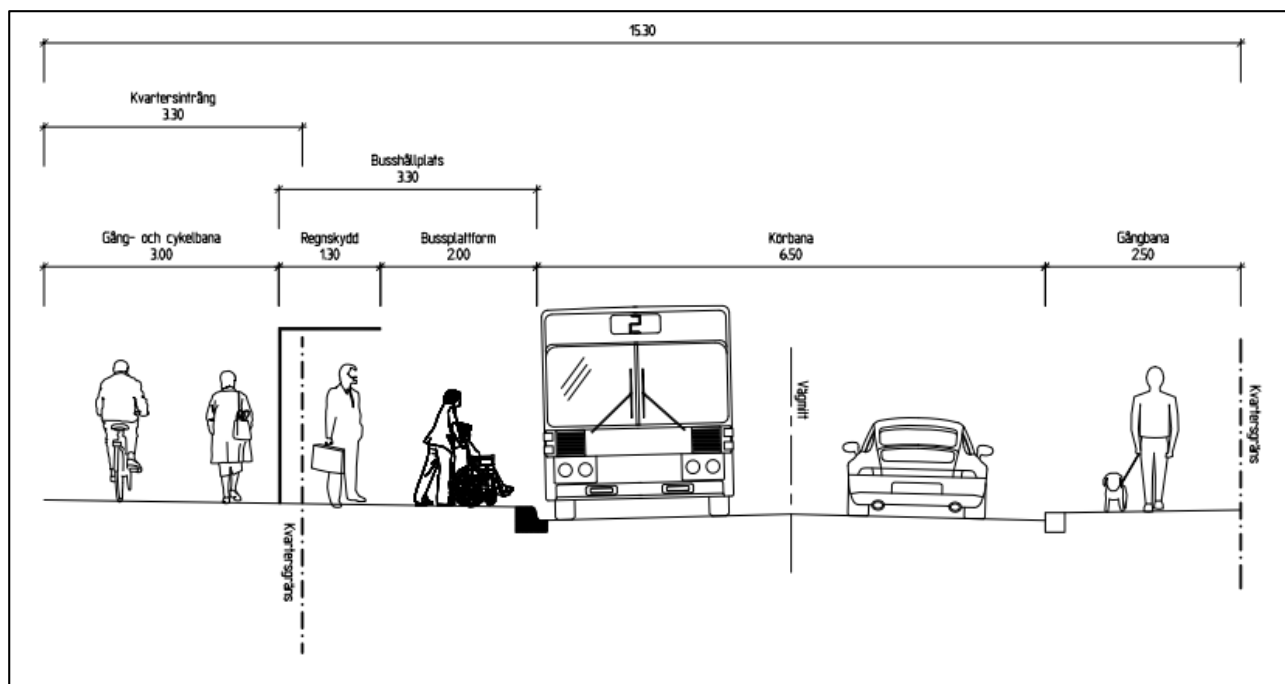 15.30
Kvartersintrång
3.30
Busshållplats
3.30
Gång- och cykelbana
3.00
Regnskydd
1.30
Bussplattform
2.00
Körbana
6.50
Gångbana
2.50
2
Vägmitt
Kvartersgräns
Kvartersgräns